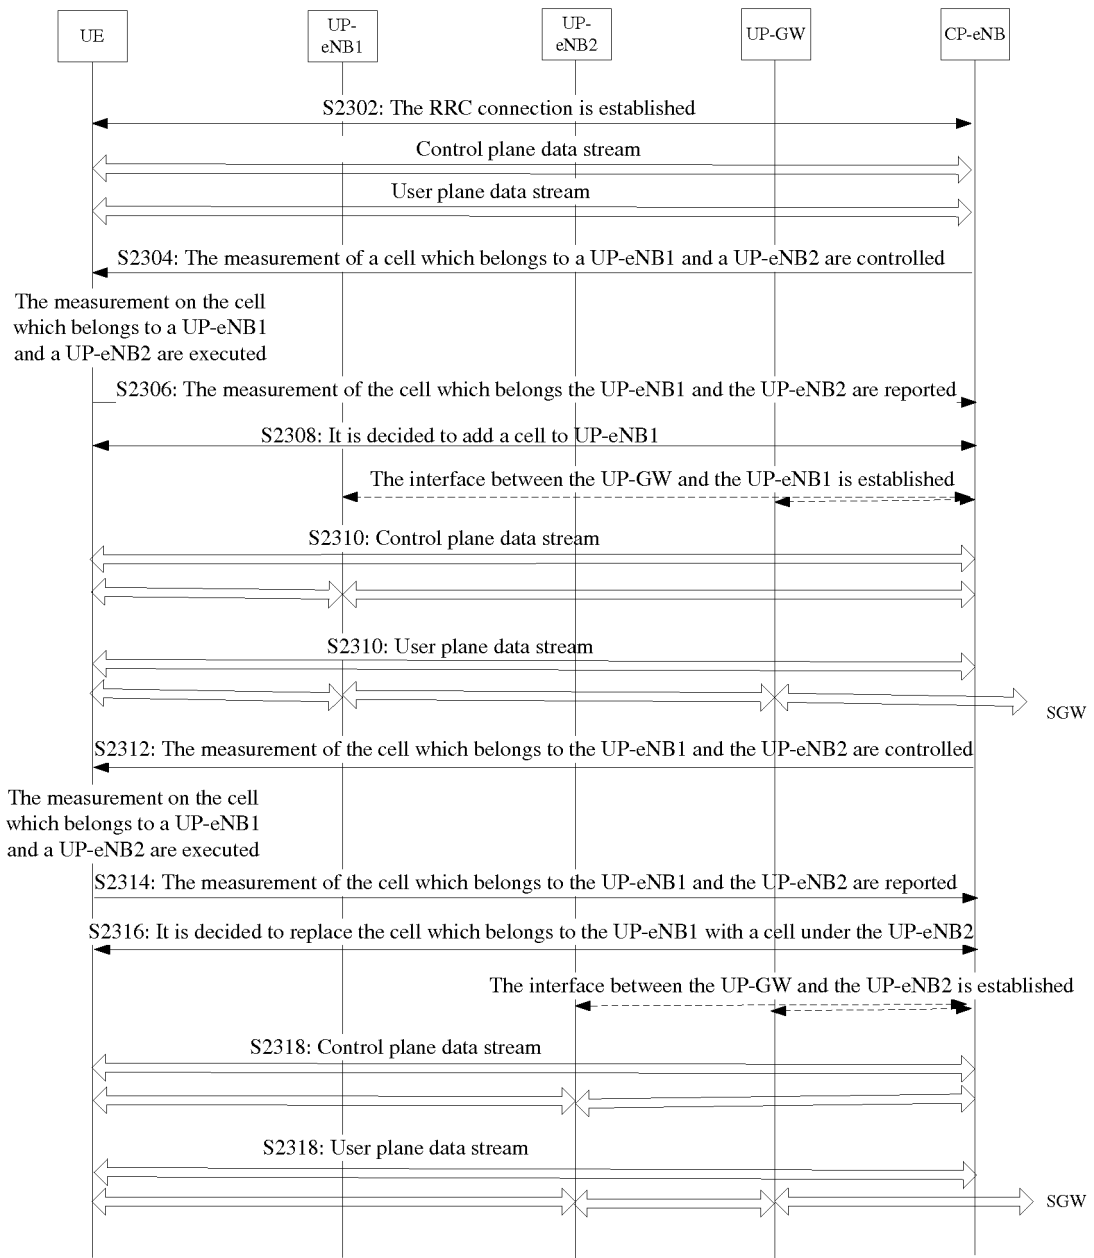 UE
UP-
eNB1
UP-
eNB2
UP-GW
CP-eNB
S2302: The RRC connection is established
Control plane data stream
User plane data stream
S2304: The measurement of a cell which belongs to a UP-eNB1 and a UP-eNB2 are controlled
The measurement on the cell
which belongs to a UP-eNB1
and a UP-eNB2 are executed
S2306: The measurement of the cell which belongs the UP-eNB1 and the UP-eNB2 are reported
S2308: It is decided to add a cell to UP-eNB1
The interface between the UP-GW and the UP-eNB1 is established
S2310: Control plane data stream
S2310: User plane data stream
SGW
S2312: The measurement of the cell which belongs to the UP-eNB1 and the UP-eNB2 are controlled
The measurement on the cell
which belongs to a UP-eNB1
and a UP-eNB2 are executed
S2314: The measurement of the cell which belongs to the UP-eNB1 and the UP-eNB2 are reported
S2316: It is decided to replace the cell which belongs to the UP-eNB1 with a cell under the UP-eNB2
The interface between the UP-GW and the UP-eNB2 is established
S2318: Control plane data stream
S2318: User plane data stream
SGW